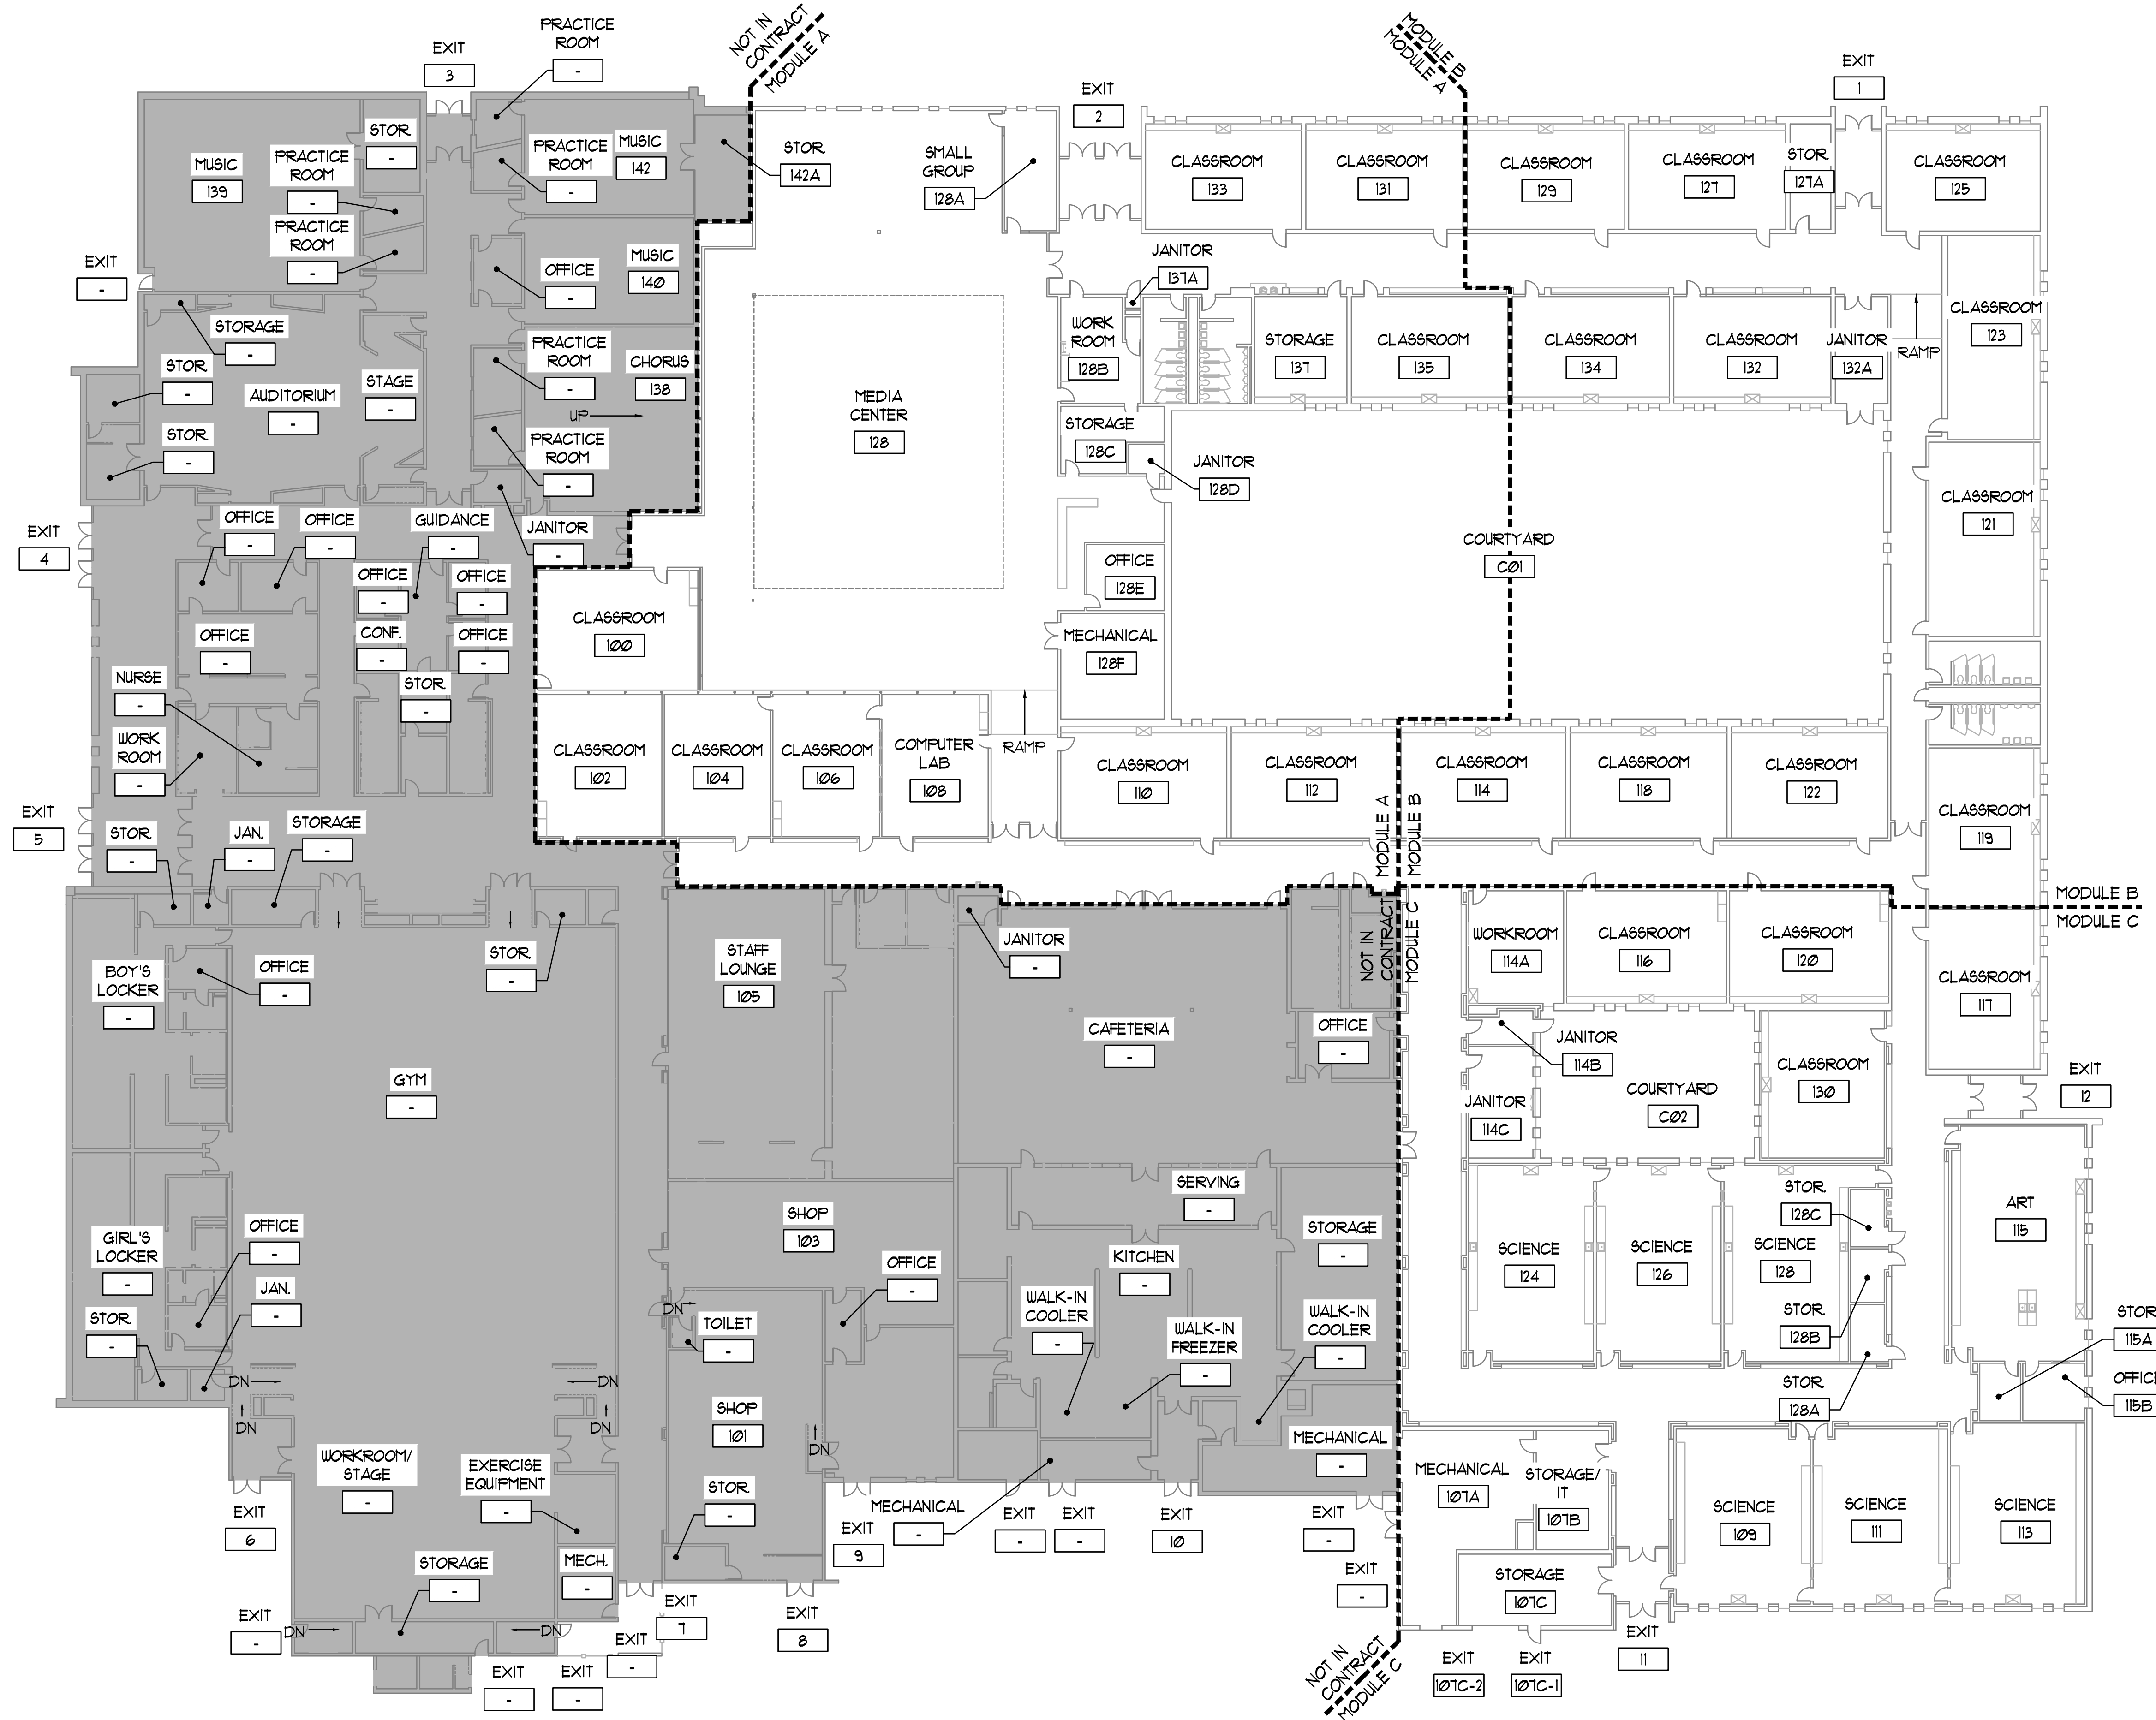 NOT IN
CONTRACT
MODULE A
MODULE B
MODULE A
PRACTICE
ROOM
-
EXIT
3
EXIT
2
EXIT
1
STOR.
-
MUSIC
139
PRACTICE
ROOM
-
PRACTICE
ROOM
-
PRACTICE
ROOM
-
MUSIC
142
STOR.
142A
SMALL
GROUP
128A
CLASSROOM
133
CLASSROOM
131
CLASSROOM
129
CLASSROOM
127
STOR.
127A
CLASSROOM
125
EXIT
-
OFFICE
-
MUSIC
140
JANITOR
137A
STORAGE
-
STOR.
-
AUDITORIUM
-
STAGE
-
PRACTICE
ROOM
-
CHORUS
138
UP
STOR.
-
PRACTICE
ROOM
-
MEDIA
CENTER
128
WORK
ROOM
128B
STORAGE
137
CLASSROOM
135
CLASSROOM
134
CLASSROOM
132
JANITOR
132A
RAMP
CLASSROOM
123
STORAGE
128C
JANITOR
128D
CLASSROOM
121
COURTYARD
C01
EXIT
4
OFFICE
-
OFFICE
-
GUIDANCE
-
JANITOR
-
OFFICE
-
OFFICE
-
OFFICE
128E
OFFICE
-
CONF.
-
OFFICE
-
CLASSROOM
100
MECHANICAL
128F
NURSE
-
STOR.
-
WORK
ROOM
-
CLASSROOM
102
CLASSROOM
104
CLASSROOM
106
COMPUTER
LAB
108
RAMP
CLASSROOM
110
CLASSROOM
112
CLASSROOM
114
CLASSROOM
118
CLASSROOM
122
MODULE A
MODULE B
CLASSROOM
119
EXIT
5
STOR.
-
JAN.
-
STORAGE
-
MODULE B
MODULE C
STOR.
-
OFFICE
-
BOY'S
LOCKER
-
STAFF
LOUNGE
105
JANITOR
-
NOT IN
CONTRACT
MODULE C
WORKROOM
114A
CLASSROOM
116
CLASSROOM
120
CLASSROOM
117
CAFETERIA
-
OFFICE
-
JANITOR
114B
GYM
-
JANITOR
114C
COURTYARD
C02
CLASSROOM
130
EXIT
12
SERVING
-
STORAGE
-
SHOP
103
KITCHEN
-
OFFICE
-
GIRL'S
LOCKER
-
OFFICE
-
JAN.
-
STOR.
-
SCIENCE
124
SCIENCE
126
STOR.
128C
SCIENCE
128
STOR.
128B
ART
115
STOR
115A
DN
TOILET
-
WALK-IN
COOLER
-
WALK-IN
FREEZER
-
WALK-IN
COOLER
-
DN
DN
DN
DN
SHOP
101
DN
STOR.
128A
OFFICE
115B
WORKROOM/
STAGE
-
EXERCISE
EQUIPMENT
-
STOR.
-
MECHANICAL
-
MECHANICAL
107A
STORAGE/
IT
107B
SCIENCE
109
SCIENCE
111
SCIENCE
113
EXIT
6
MECHANICAL
-
EXIT
9
EXIT
-
EXIT
-
EXIT
10
EXIT
-
STORAGE
-
MECH.
-
EXIT
-
STORAGE
107C
EXIT
-
DN
DN
EXIT
7
EXIT
8
EXIT
-
EXIT
-
EXIT
-
NOT IN
CONTRACT
MODULE C
EXIT
107C-2
EXIT
107C-1
EXIT
11